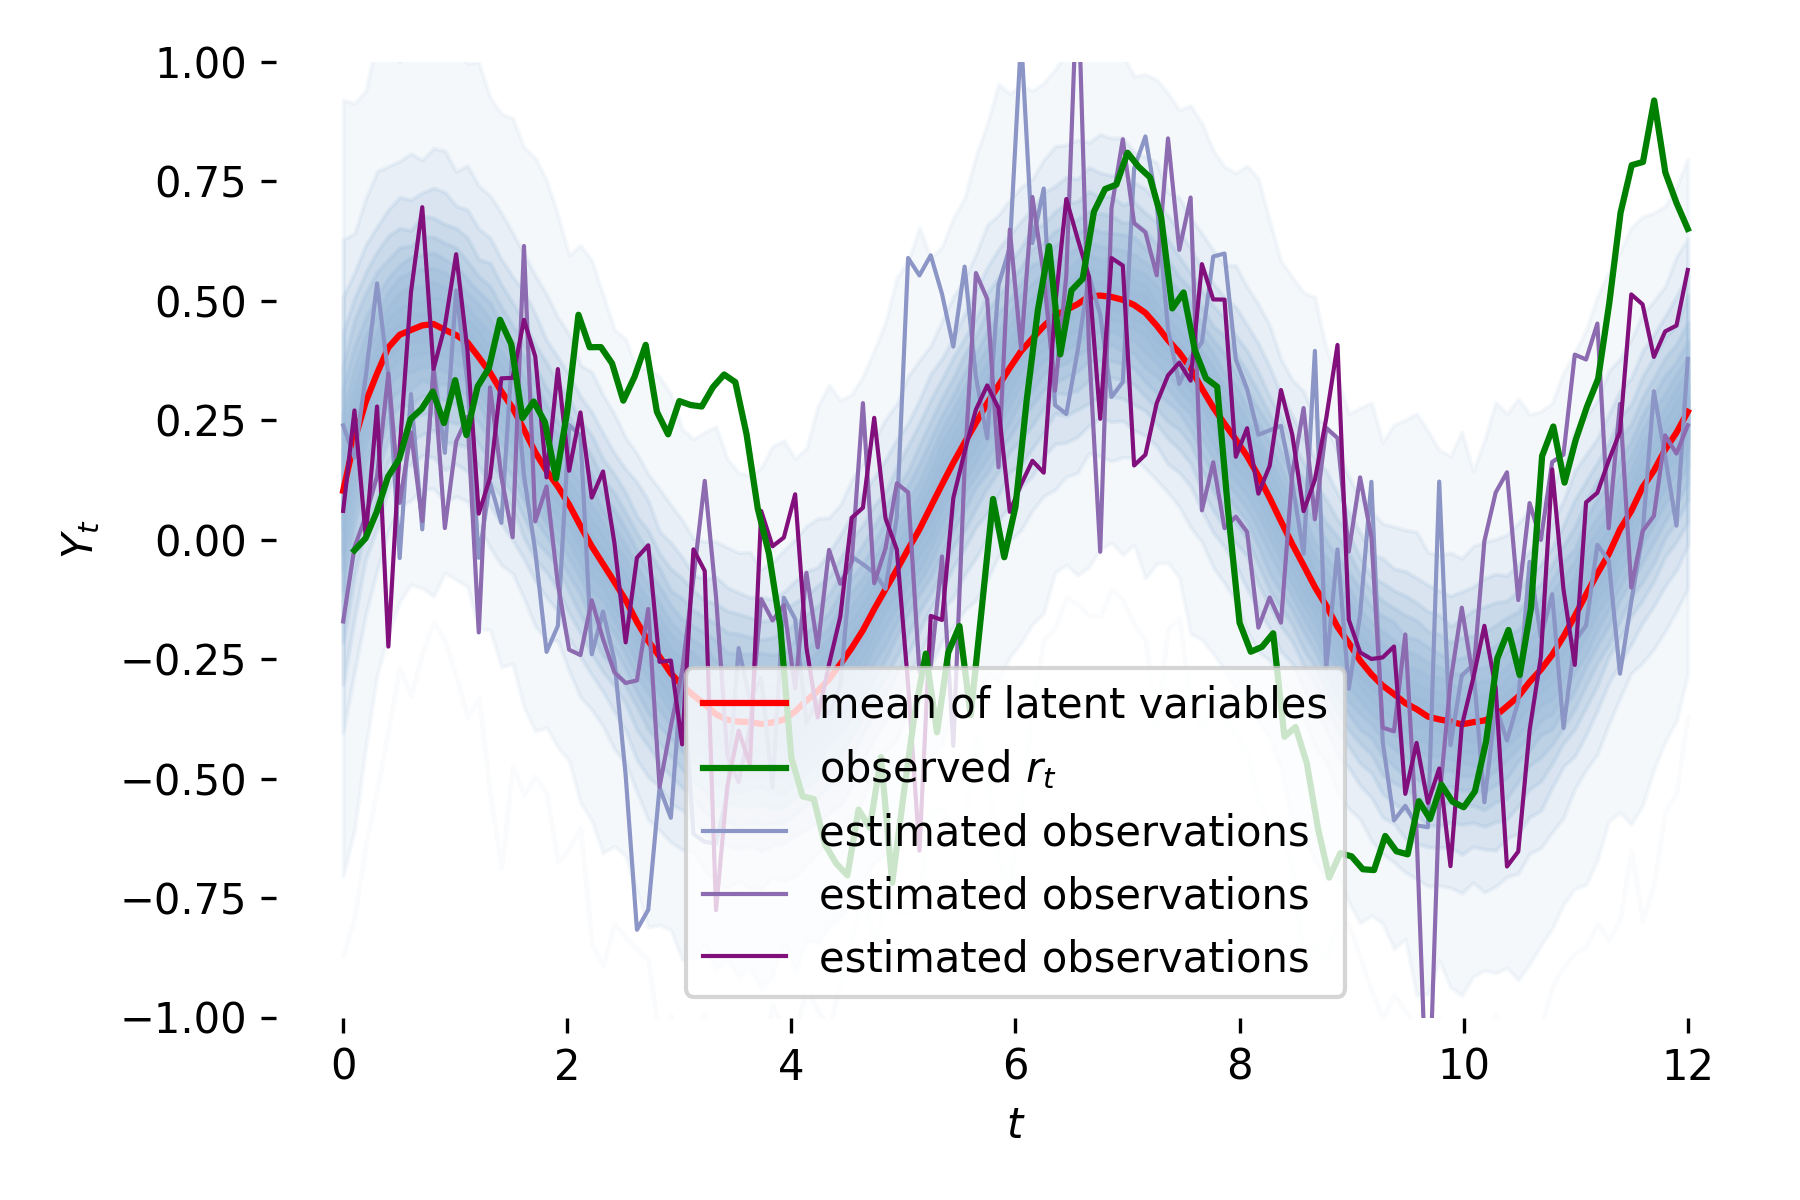 1.00
0.75
0.50
0.25
0.00
−0.25
−0.50
−0.75
−1.00
Y_t
mean of latent variables
observed r_t
estimated observations
estimated observations
estimated observations
0 2 4 6 8 10 12
t